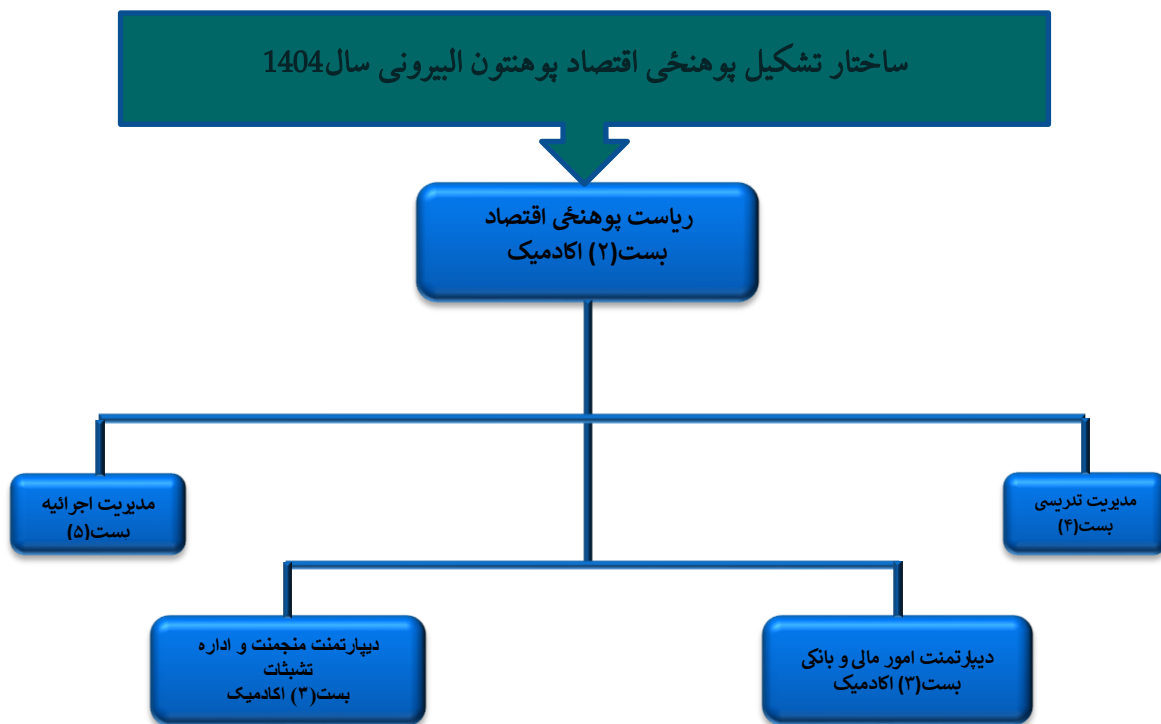 ساختار تشکیل پوهنځی اقتصاد پوهنتون البیرونی سال1404
ریاست پوهنځی اقتصاد
بست(۲) اکادمیک
مدیریت تدریسی
بست(۴)
مدیریت اجرائیه
بست(۵)
دیپارتمنت امور مالی و بانکی
بست(۳) اکادمیک
دیپارتمنت منجمنت و اداره
تشبثات
بست(۳) اکادمیک